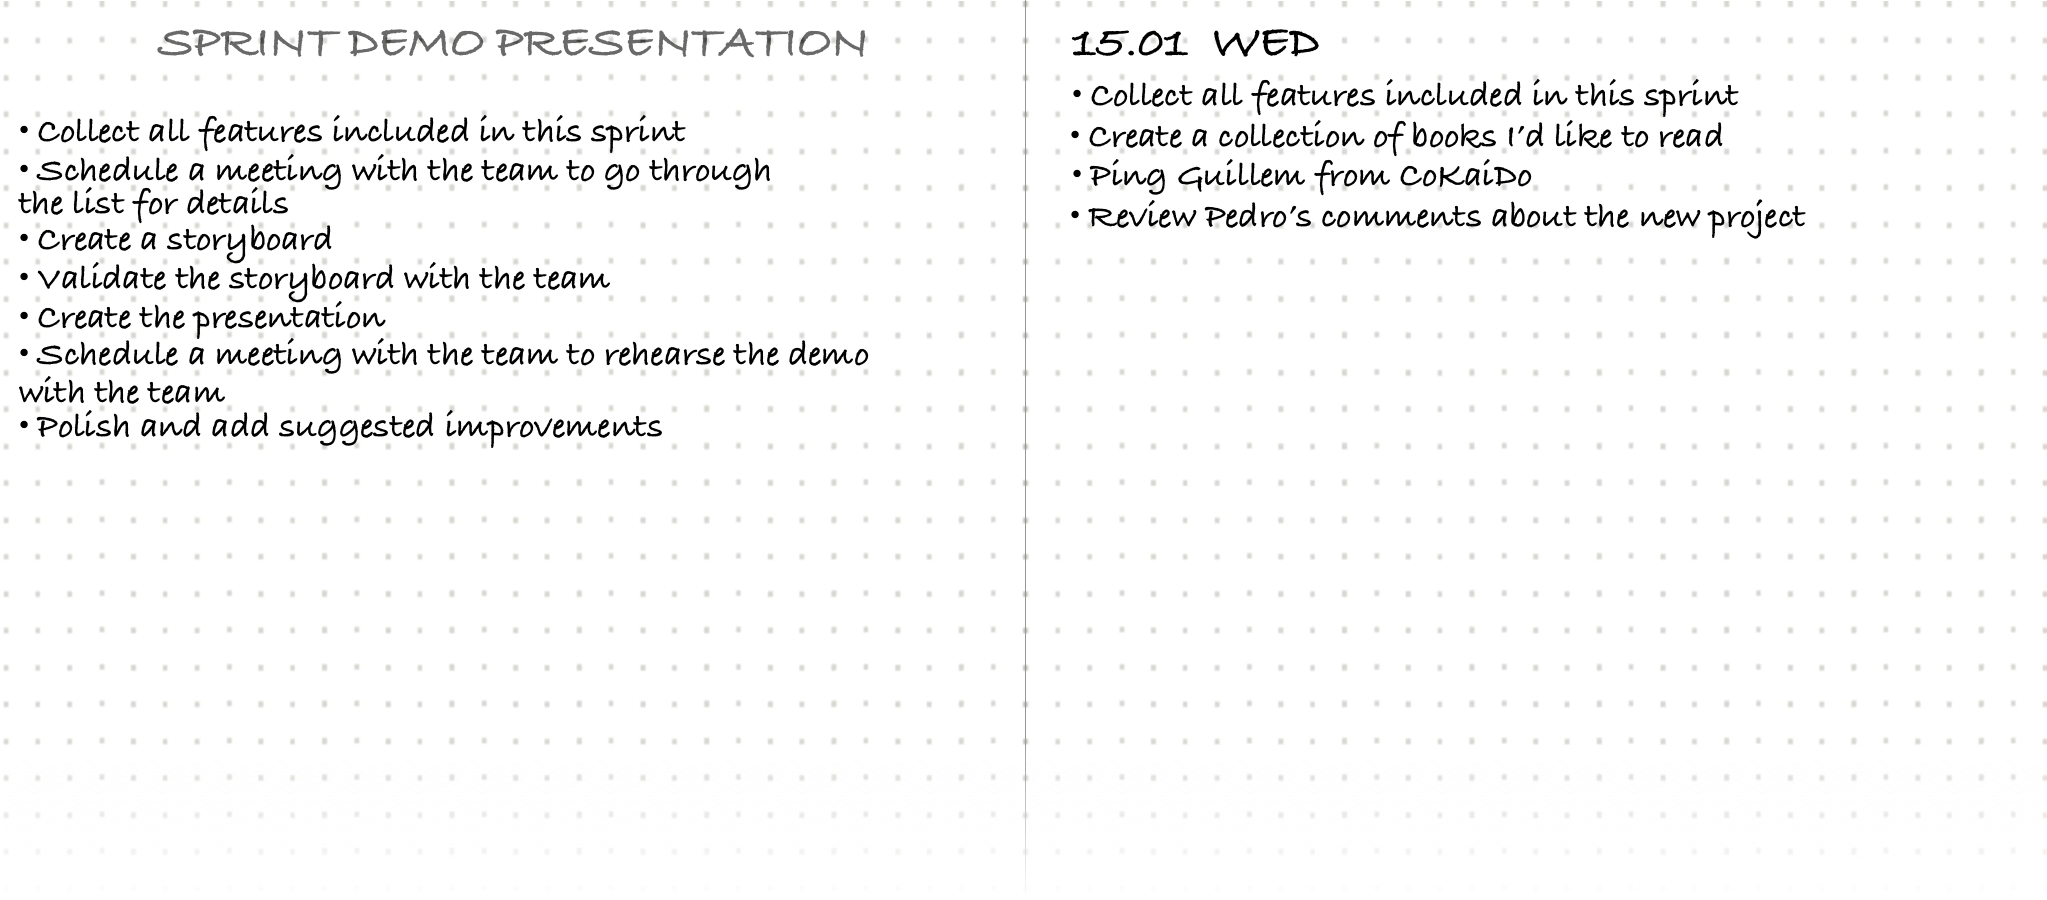 SPRINT DEMO PRESENTATION
• Collect all features included in this sprint
• Schedule a meeting with the team to go through
the list for details
• Create a storyboard
• Validate the storyboard with the team
• Create the presentation
• Schedule a meeting with the team to rehearse the demo
with the team
• Polish and add suggested improvements
15.01 WED
• Collect all features included in this sprint
• Create a collection of books I'd like to read
• Ping Guillem from CoKaiDo
• Review Pedro's comments about the new project